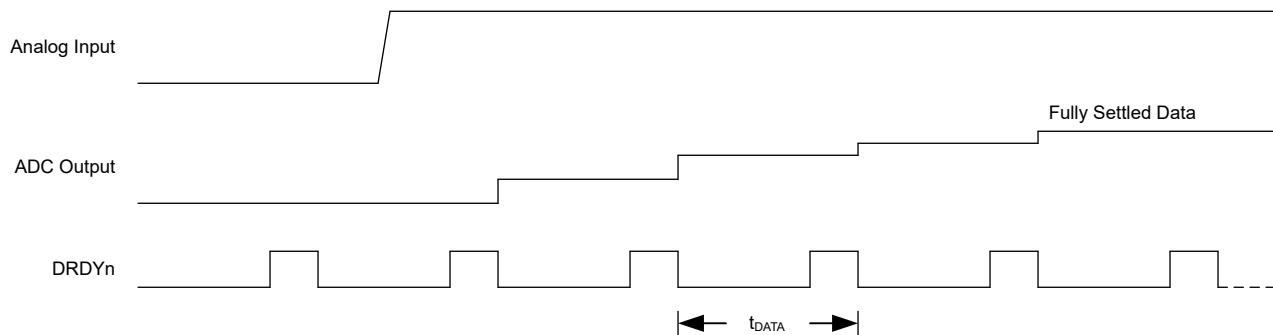 Analog Input
Fully Settled Data
ADC Output
DRDYn
tDATA